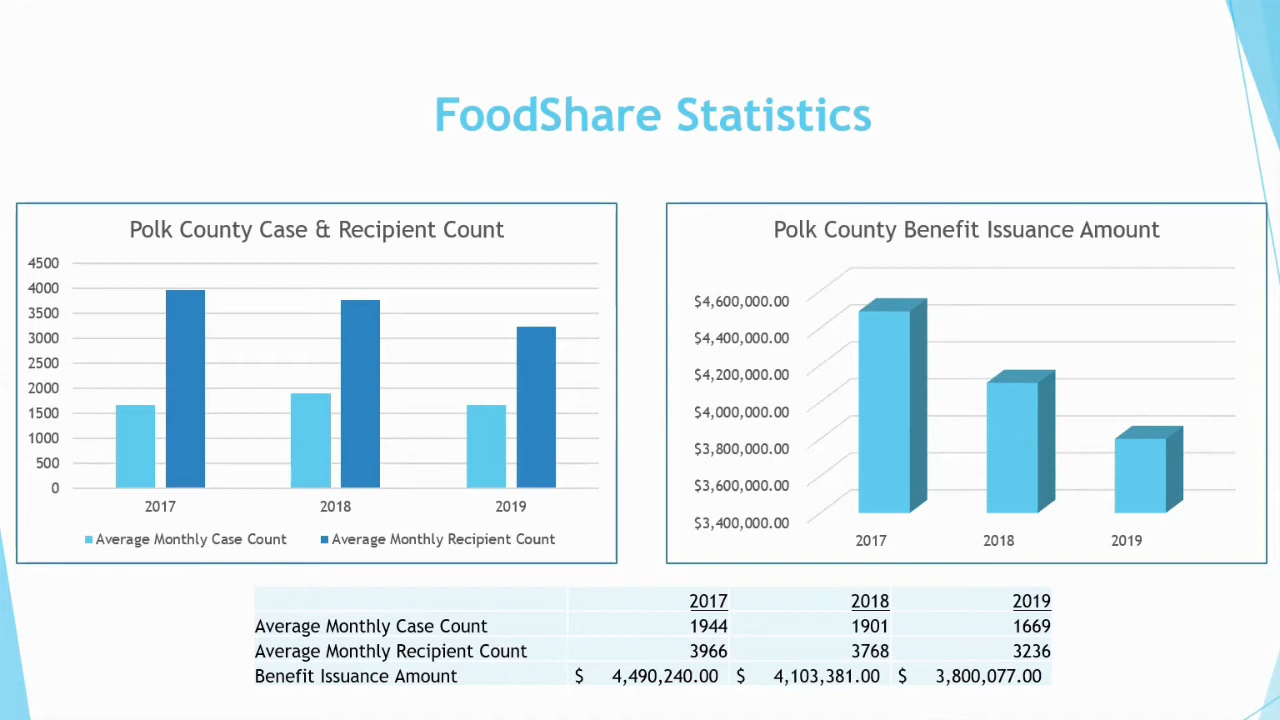 FoodShare Statistics
Polk County Case & Recipient Count
4500
4000
3500
3000
2500
2000
1500
1000
500
0
2017 2018 2019
Average Monthly Case Count Average Monthly Recipient Count
Polk County Benefit Issuance Amount
$4,600,000.00
$4,400,000.00
$4,200,000.00
$4,000,000.00
$3,800,000.00
$3,600,000.00
$3,400,000.00
2017 2018 2019
2017 2018 2019
Average Monthly Case Count 1944 1901 1669
Average Monthly Recipient Count 3966 3768 3236
Benefit Issuance Amount $ 4,490,240.00 $ 4,103,381.00 $ 3,800,077.00